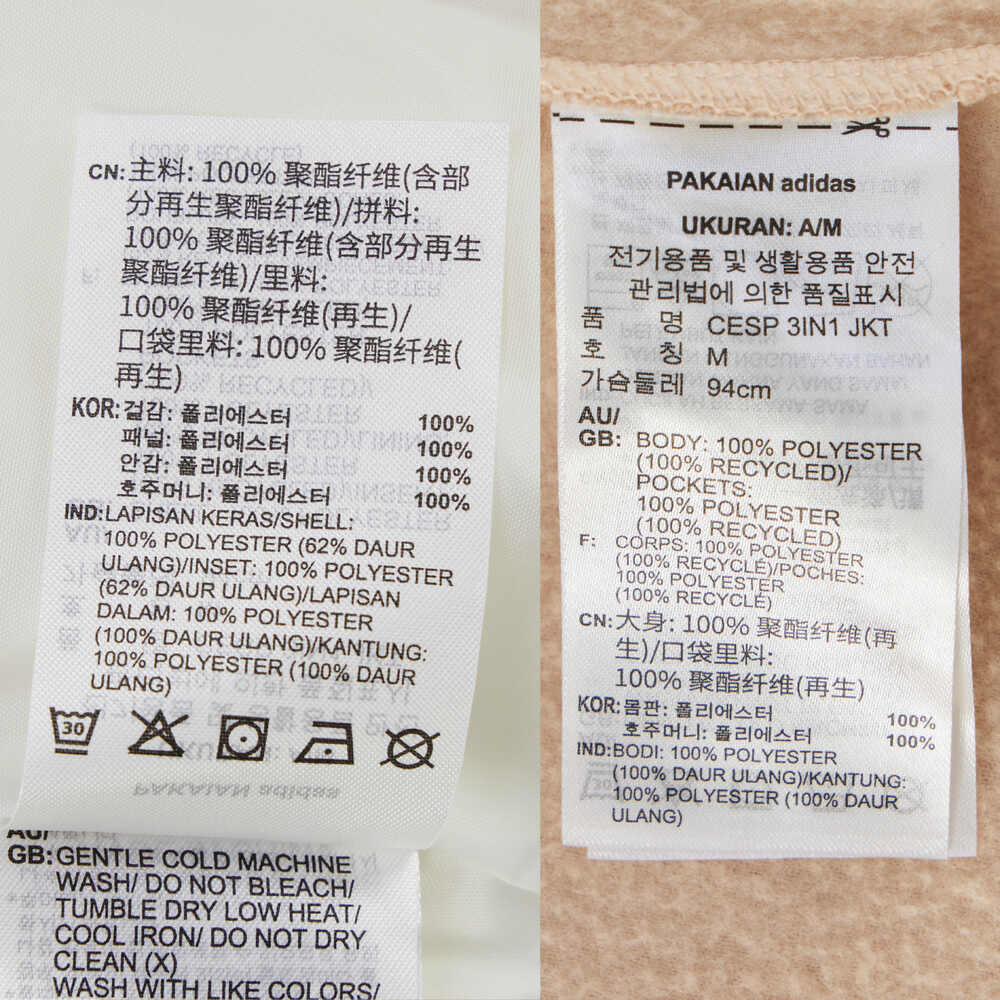 CN: 主料: 100% 聚酯纤维(含部
分再生聚酯纤维)/拼料:
100% 聚酯纤维(含部分再生
聚酯纤维)/里料:
100% 聚酯纤维(再生)/
口袋里料: 100% 聚酯纤维(
再生)
KOR: 겉감: 폴리에스터 100%
패널: 폴리에스터 100%
안감: 폴리에스터 100%
호주머니: 폴리에스터 100%
IND: LAPISAN KERAS/SHELL:
100% POLYESTER (62% DAUR
ULANG)/INSET: 100% POLYESTER
(62% DAUR ULANG)/LAPISAN
DALAM: 100% POLYESTER
(100% DAUR ULANG)/KANTUNG:
100% POLYESTER (100% DAUR
ULANG)
30
AU/
GB: GENTLE COLD MACHINE
WASH/ DO NOT BLEACH/
TUMBLE DRY LOW HEAT/
COOL IRON/ DO NOT DRY
CLEAN (X)
WASH WITH LIKE COLORS/
PAKAIAN adidas
UKURAN: A/M
전기용품 및 생활용품 안전
관리법에 의한 품질표시
품 명 CESP 3IN1 JKT
호 칭 M
가슴둘레 94cm
AU/
GB: BODY: 100% POLYESTER
(100% RECYCLED)/
POCKETS:
100% POLYESTER
(100% RECYCLED)
F: CORPS: 100% POLYESTER
(100% RECYCLÉ)/POCHES:
100% POLYESTER
(100% RECYCLÉ)
CN: 大身: 100% 聚酯纤维(再
生)/口袋里料:
100% 聚酯纤维(再生)
KOR: 몸판: 폴리에스터 100%
호주머니: 폴리에스터 100%
IND: BODI: 100% POLYESTER
(100% DAUR ULANG)/KANTUNG:
100% POLYESTER (100% DAUR
ULANG)